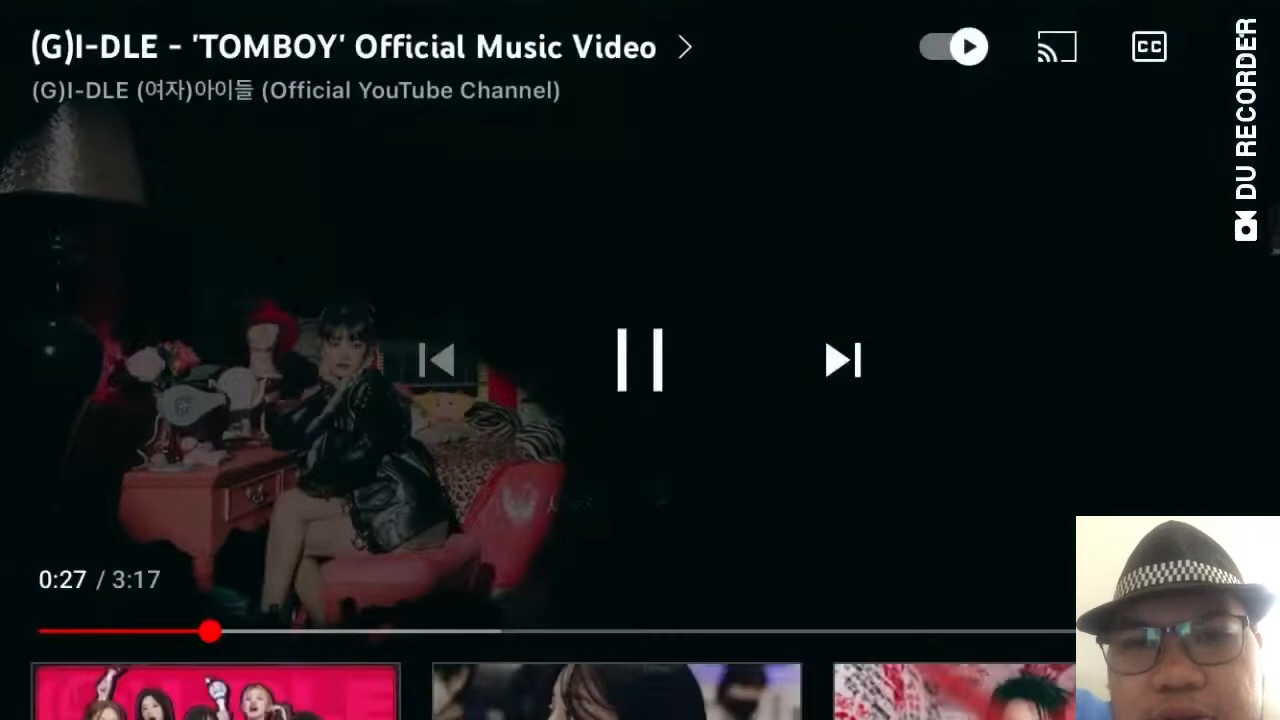 (G)I-DLE - 'TOMBOY' Official Music Video
(G)I-DLE (여자)아이들 (Official YouTube Channel)
CC
DU RECORDER
0:27 / 3:17